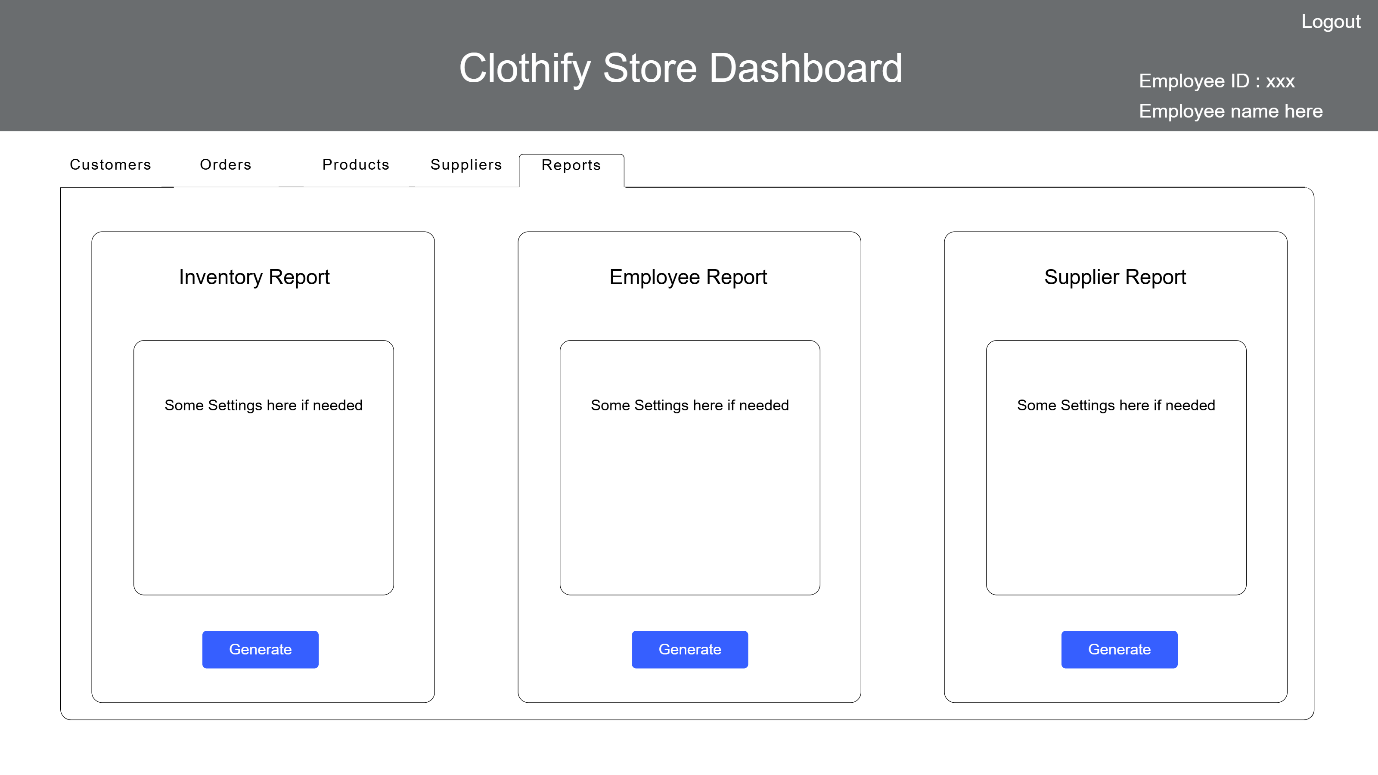 Logout
Clothify Store Dashboard
Employee ID : xxx
Employee name here
Customers Orders Products Suppliers Reports
Inventory Report Employee Report Supplier Report
Some Settings here if needed Some Settings here if needed Some Settings here if needed
Generate Generate Generate